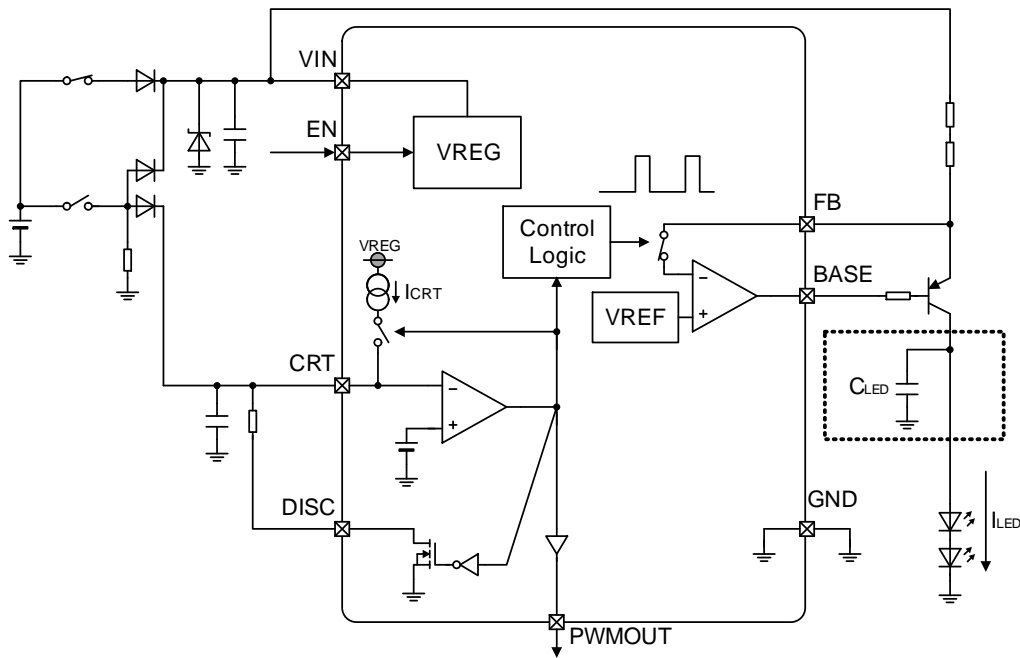 VIN
EN
VREG
Control
Logic
FB
VREG
ICRT
BASE
VREF
CRT
CLED
DISC
GND
ILED
PWMOUT